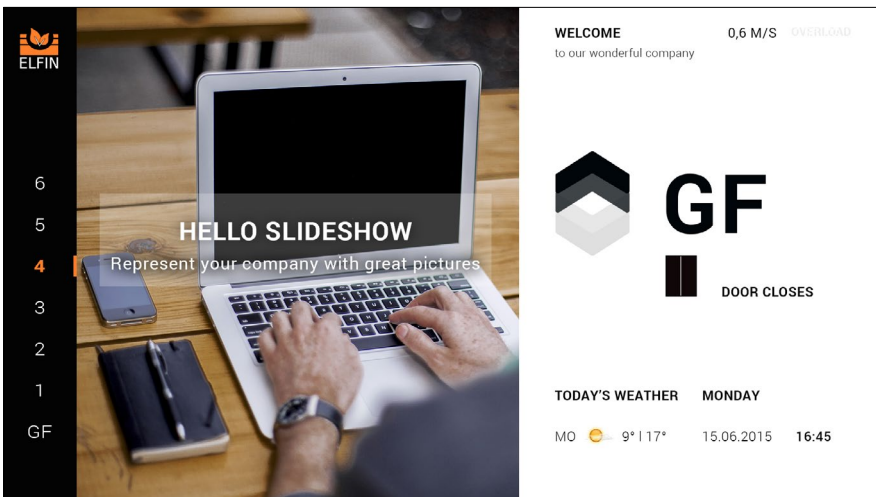 ELFIN
6
5
4
3
2
1
GF
HELLO SLIDESHOW
Represent your company with great pictures
WELCOME
to our wonderful company
0,6 M/S
OVERLOAD
GF
DOOR CLOSES
TODAY'S WEATHER
MONDAY
MO 9° | 17°
15.06.2015
16:45